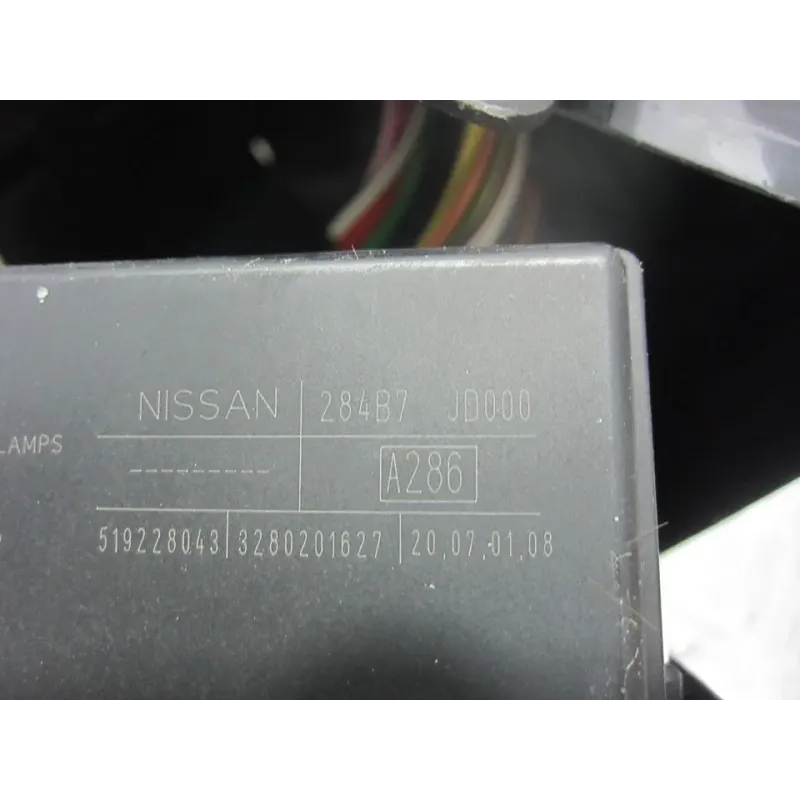 NISSAN 284B7 JD000
LAMPS
--------- A286
519228043 3280201627 20,07,01,08